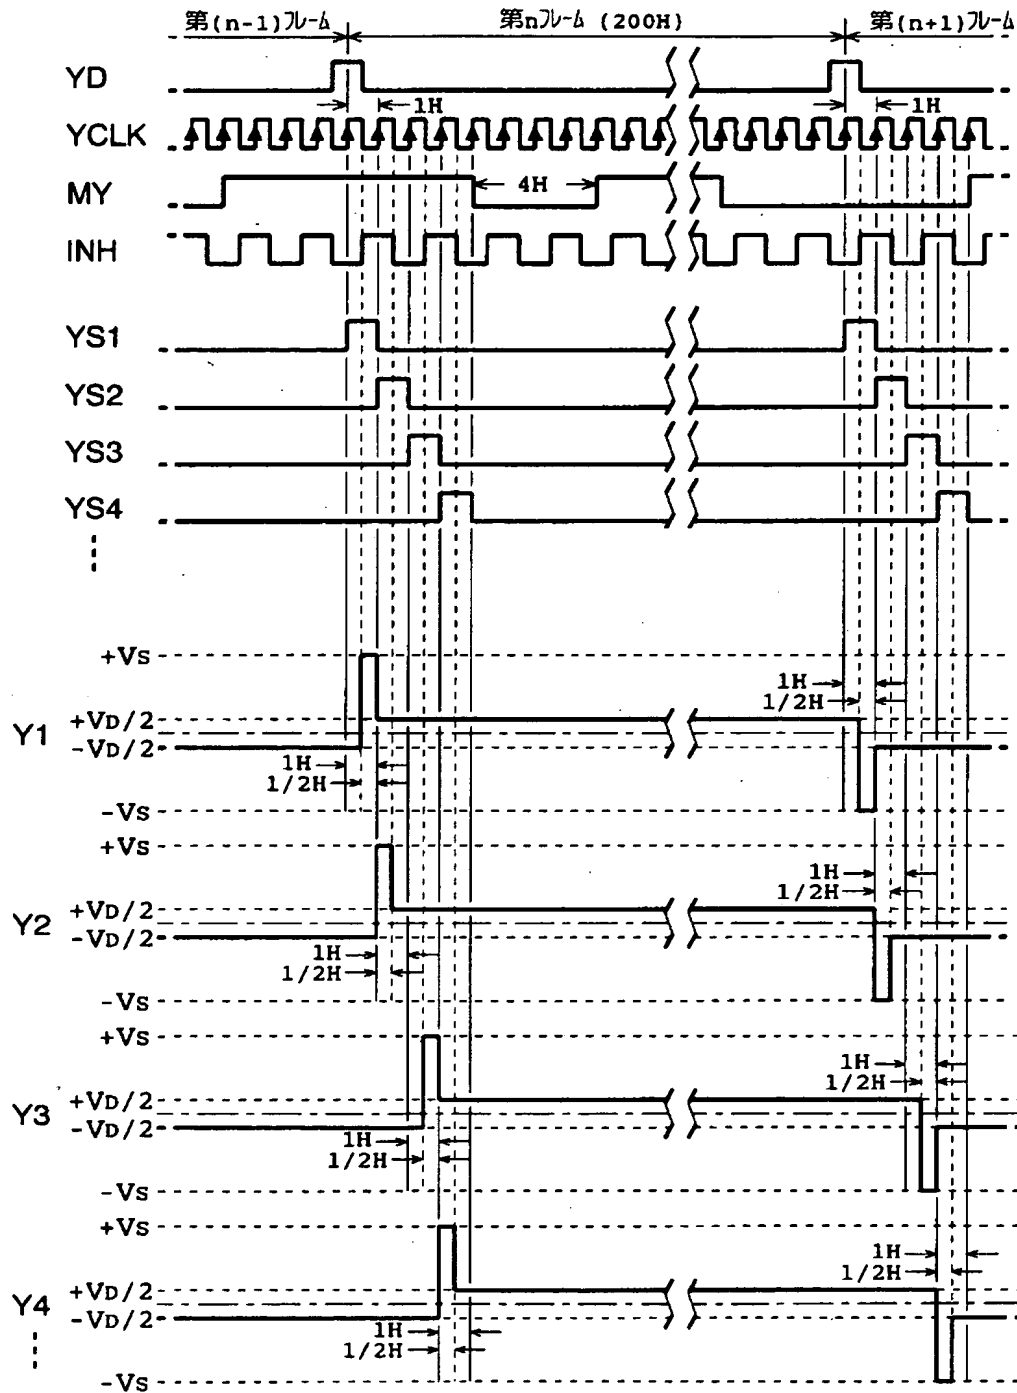 第(n-1)フレーム 第nフレーム (200H) 第(n+1)フレーム
YD
1H 1H
YCLK
MY 4H
INH
YS1
YS2
YS3
YS4
+VS
1H
1/2H
+VD/2
Y1
-VD/2
1H
1/2H
-VS
+VS
1H
1/2H
+VD/2
Y2
-VD/2
1H
1/2H
-VS
+VS
1H
1/2H
+VD/2
Y3
-VD/2
1H
1/2H
-VS
+VS
1H
1/2H
+VD/2
Y4
-VD/2
1H
1/2H
-VS